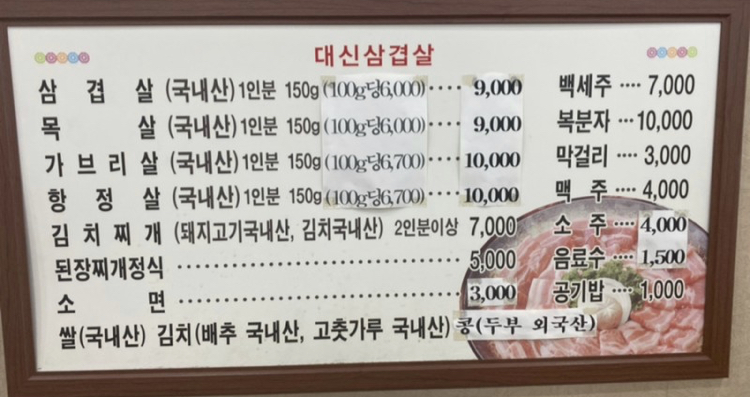 대신삼겹살
삼 겹 살 (국내산) 1인분 150g (100g당6,000) ···· 9,000
목 살 (국내산) 1인분 150g (100g당6,000) ···· 9,000
가브리살 (국내산) 1인분 150g (100g당6,700) ···· 10,000
항 정 살 (국내산) 1인분 150g (100g당6,700) ···· 10,000
김 치 찌 개 (돼지고기국내산, 김치국내산) 2인분이상 7,000
된장찌개정식 ···························· 5,000
소 면 ···························· 3,000
백세주 ···· 7,000
복분자 ··· 10,000
막걸리 ···· 3,000
맥 주 ···· 4,000
소 주 ···· 4,000
음료수 ···· 1,500
공기밥 ···· 1,000
쌀(국내산) 김치(배추 국내산, 고춧가루 국내산) 콩(두부 외국산)